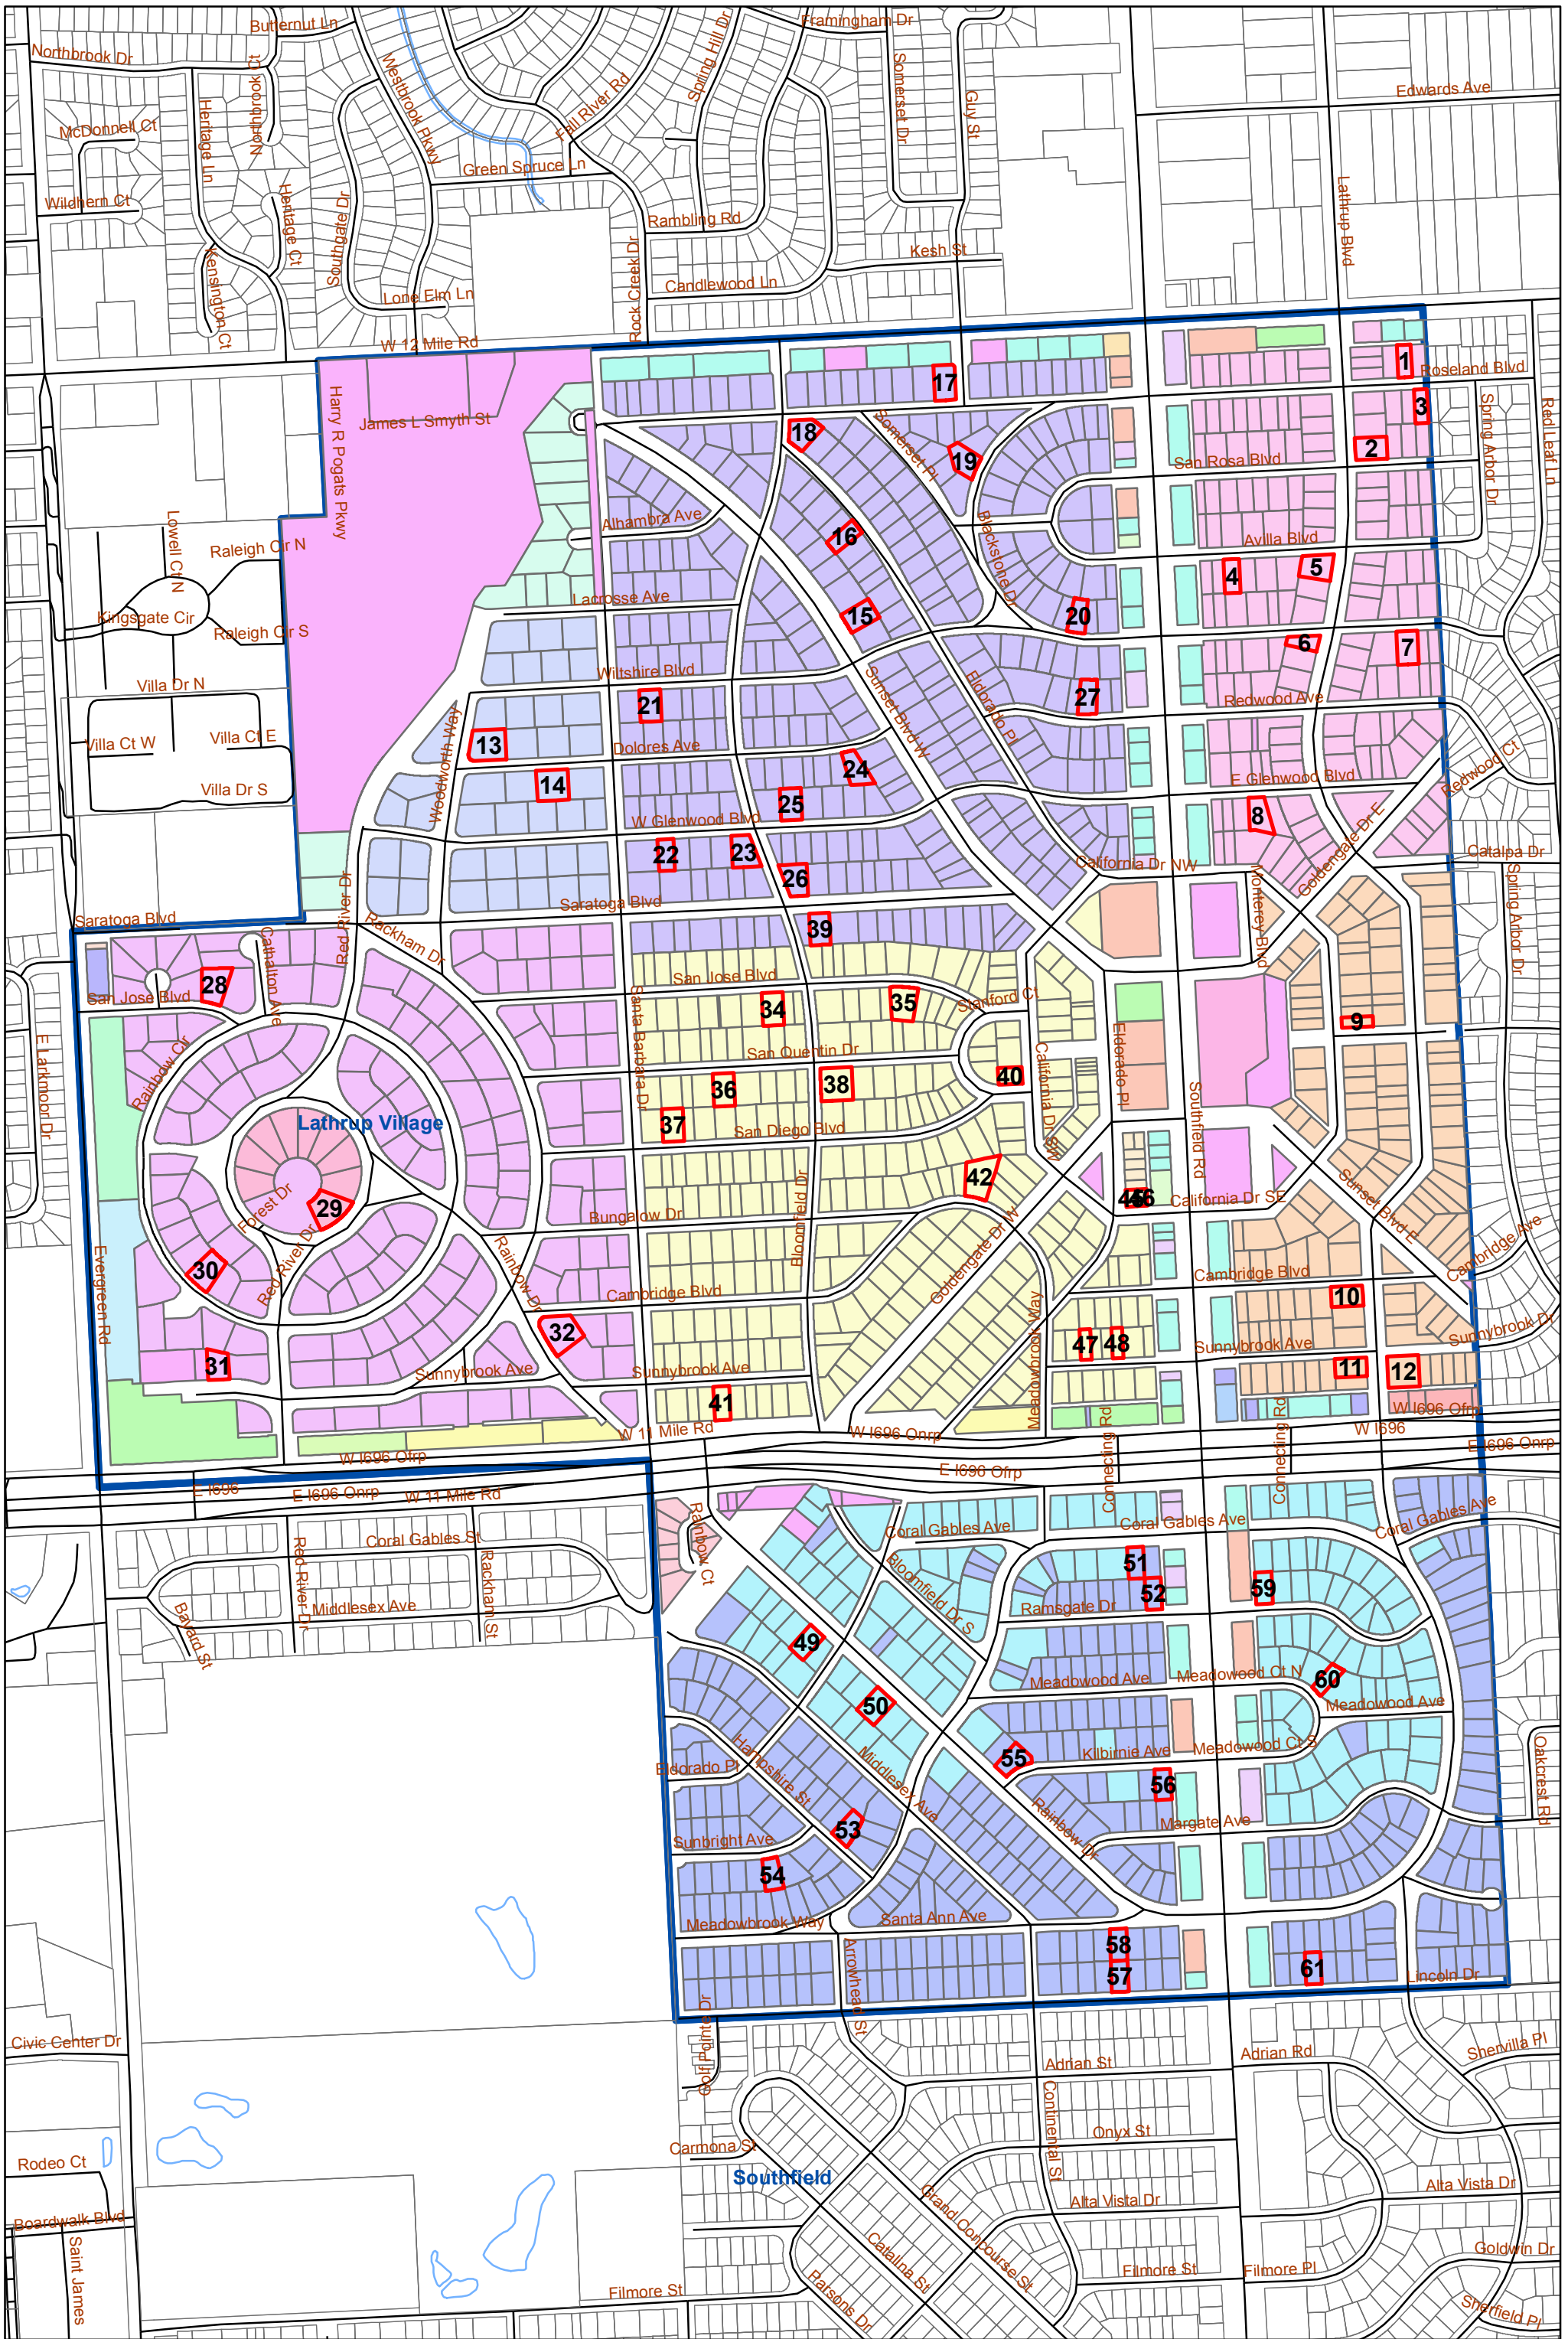 Butternut Ln
Framingham Dr
Northbrook Dr
Northbrook Ct
Westbrook Pkwy
Spring Hill Dr
Fall River Rd
Somerset Dr
Guy St
Edwards Ave
McDonnell Ct
Heritage Ln
Green Spruce Ln
Wildhern Ct
Heritage Ct
Southgate Dr
Rambling Rd
Lathrup Blvd
Kensington Ct
Kesh St
Rock Creek Dr
Candlewood Ln
Lone Elm Ln
W 12 Mile Rd
1
Roseland Blvd
Harry R Pogats Pkwy
17
James L Smyth St
Somerset Pl
3
Spring Arbor Dr
Red Leaf Ln
18
2
19
San Rosa Blvd
Alhambra Ave
Lowell Ct N
Raleigh Cir N
16
Blackstone Dr
Avilla Blvd
5
4
Lacrosse Ave
Kingsgate Cir
15
20
Raleigh Cir S
6
7
Wiltshire Blvd
Villa Dr N
Sunset Blvd W
Eldorado Pl
27
Redwood Ave
21
Villa Ct W
Villa Ct E
Woodworth Way
13
Dolores Ave
24
Redwood Ct
E Glenwood Blvd
14
Villa Dr S
25
8
W Glenwood Blvd
Goldengate Dr E
22
23
Catalpa Dr
California Dr NW
26
Monterey Blvd
Spring Arbor Dr
Red River Dr
Saratoga Blvd
Saratoga Blvd
Rackham Dr
39
Cathalton Ave
San Jose Blvd
28
San Jose Blvd
Santa Barbara Dr
34
35
Stanford Ct
9
E Larkmoor Dr
Rainbow Cir
San Quentin Dr
California Dr SW
Eldorado Pl
Southfield Rd
36
38
40
Lathrup Village
37
San Diego Blvd
42
Bloomfield Dr
45
46
California Dr SE
Sunset Blvd E
29
Forest Dr
Bungalow Dr
Goldengate Dr W
Evergreen Rd
Red River Dr
Rainbow Dr
30
Cambridge Ave
Cambridge Blvd
Cambridge Blvd
Meadowbrook Way
10
32
Sunnybrook Dr
31
Sunnybrook Ave
Sunnybrook Ave
47
48
Sunnybrook Ave
11
12
41
W 11 Mile Rd
W I696 Onrp
W I696 Ofrp
W I696
W I696 Ofrp
E I696 Ofrp
E I696 Onrp
E I696
E I696 Onrp
W 11 Mile Rd
Connecting Rd
Connecting Rd
Rainbow Ct
Coral Gables St
Coral Gables Ave
Coral Gables Ave
Coral Gables Ave
Red River Dr
Rackham St
Bloomfield Dr S
51
52
59
Bayard St
Middlesex Ave
Ramsgate Dr
49
Meadowood Ave
Meadowood Ct N
60
Meadowood Ave
50
Eldorado Pl
Hampshire St
Middlesex Ave
55
Kilbirnie Ave
Meadowood Ct S
Oakcrest Rd
56
Rainbow Dr
Margate Ave
Sunbright Ave
53
54
Meadowbrook Way
Santa Ann Ave
58
Arrowhead St
57
61
Lincoln Dr
Golf Pointe Cir
Civic Center Dr
Adrian St
Adrian Rd
Shervilla Pl
Continental St
Carmona St
Onyx St
Rodeo Ct
Southfield
Grand Concourse St
Alta Vista Dr
Alta Vista Dr
Boardwalk Blvd
Saint James
Catalina St
Goldwin Dr
Filmore St
Parsons Dr
Filmore St
Filmore Pl
Sherfield Pl